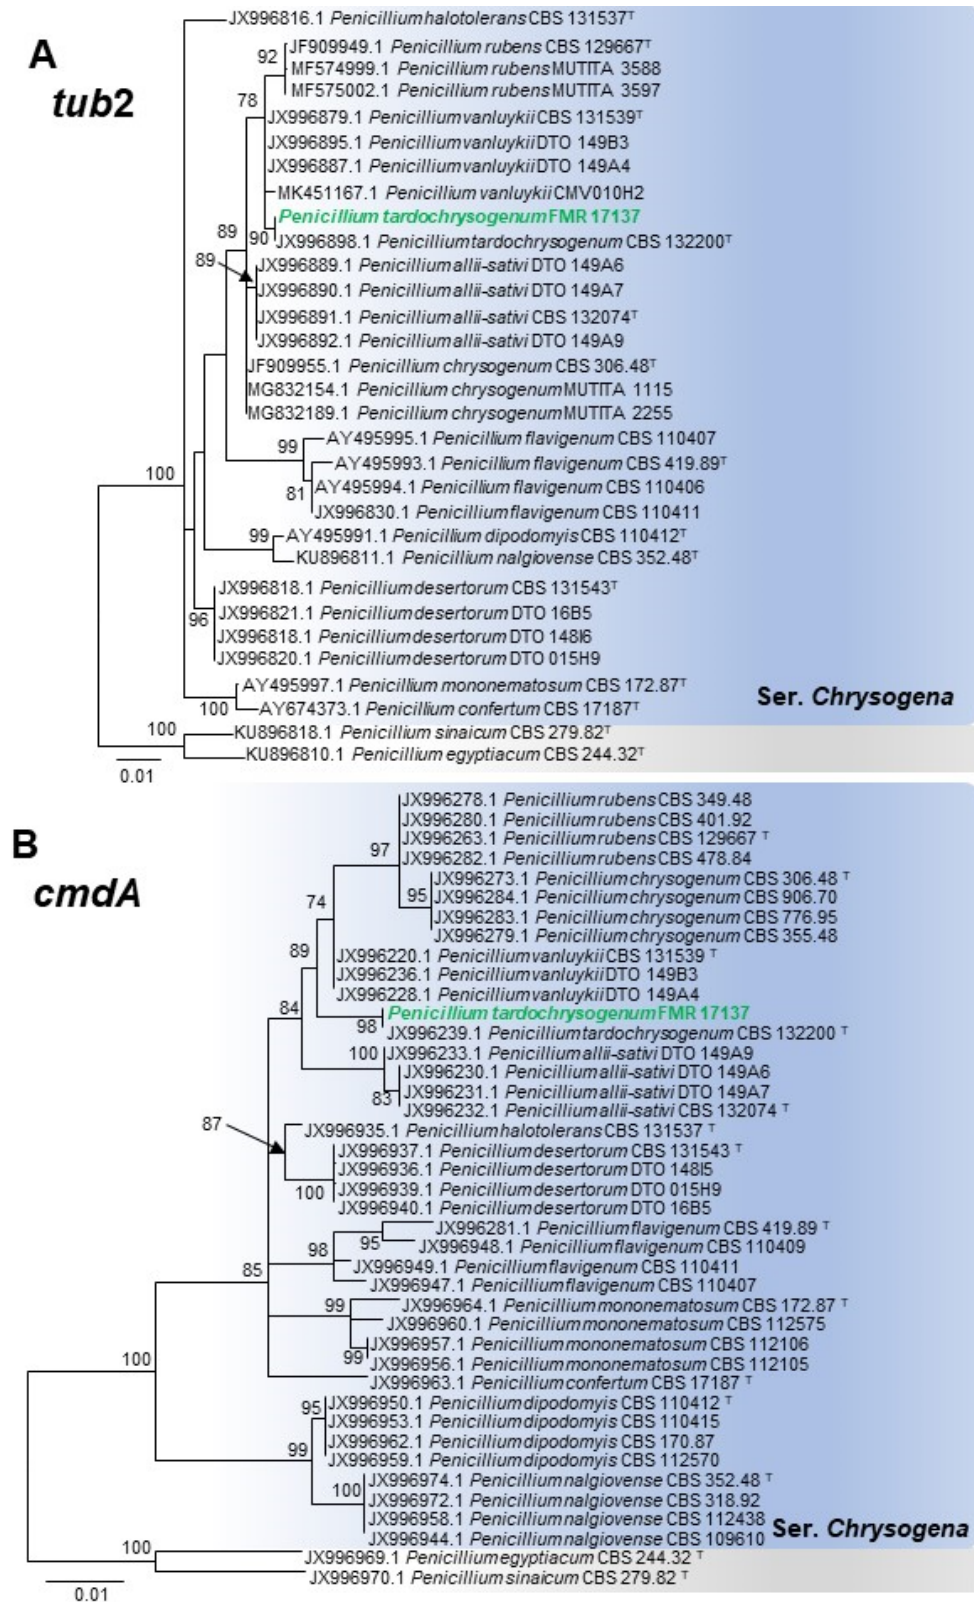 JX996816.1 Penicillium halotolerans CBS 131537T
A
JF909949.1 Penicillium rubens CBS 129667T
92
MF574999.1 Penicillium rubens MUTITA 3588
tub2
MF575002.1 Penicillium rubens MUTITA 3597
78
JX996879.1 Penicillium vanluykii CBS 131539T
JX996895.1 Penicillium vanluykii DTO 149B3
JX996887.1 Penicillium vanluykii DTO 149A4
MK451167.1 Penicillium vanluykii CMV010H2
Penicillium tardochrysogenum FMR 17137
89
90
JX996898.1 Penicillium tardochrysogenum CBS 132200T
89
JX996889.1 Penicillium allii-sativi DTO 149A6
JX996890.1 Penicillium allii-sativi DTO 149A7
JX996891.1 Penicillium allii-sativi CBS 132074T
JX996892.1 Penicillium allii-sativi DTO 149A9
JF909955.1 Penicillium chrysogenum CBS 306.48T
MG832154.1 Penicillium chrysogenum MUTITA 1115
MG832189.1 Penicillium chrysogenum MUTITA 2255
AY495995.1 Penicillium flavigenum CBS 110407
99
AY495993.1 Penicillium flavigenum CBS 419.89T
100
81
AY495994.1 Penicillium flavigenum CBS 110406
JX996830.1 Penicillium flavigenum CBS 110411
99
AY495991.1 Penicillium dipodomyis CBS 110412T
KU896811.1 Penicillium nalgiovense CBS 352.48T
JX996818.1 Penicillium desertorum CBS 131543T
JX996821.1 Penicillium desertorum DTO 16B5
96
JX996818.1 Penicillium desertorum DTO 148I6
JX996820.1 Penicillium desertorum DTO 015H9
AY495997.1 Penicillium mononematosum CBS 172.87T
Ser. Chrysogena
100
AY674373.1 Penicillium confertum CBS 17187T
100
KU896818.1 Penicillium sinaicum CBS 279.82T
KU896810.1 Penicillium egyptiacum CBS 244.32T
0.01
JX996278.1 Penicillium rubens CBS 349.48
JX996280.1 Penicillium rubens CBS 401.92
B
JX996263.1 Penicillium rubens CBS 129667 T
97
JX996282.1 Penicillium rubens CBS 478.84
JX996273.1 Penicillium chrysogenum CBS 306.48 T
cmdA
95
JX996284.1 Penicillium chrysogenum CBS 906.70
74
JX996283.1 Penicillium chrysogenum CBS 776.95
JX996279.1 Penicillium chrysogenum CBS 355.48
89
JX996220.1 Penicillium vanluykii CBS 131539 T
JX996236.1 Penicillium vanluykii DTO 149B3
JX996228.1 Penicillium vanluykii DTO 149A4
84
Penicillium tardochrysogenum FMR 17137
98
JX996239.1 Penicillium tardochrysogenum CBS 132200 T
100
JX996233.1 Penicillium allii-sativi DTO 149A9
JX996230.1 Penicillium allii-sativi DTO 149A6
83
JX996231.1 Penicillium allii-sativi DTO 149A7
JX996232.1 Penicillium allii-sativi CBS 132074 T
87
JX996935.1 Penicillium halotolerans CBS 131537 T
JX996937.1 Penicillium desertorum CBS 131543 T
JX996936.1 Penicillium desertorum DTO 148I5
100
JX996939.1 Penicillium desertorum DTO 015H9
JX996940.1 Penicillium desertorum DTO 16B5
JX996281.1 Penicillium flavigenum CBS 419.89 T
98
95
JX996948.1 Penicillium flavigenum CBS 110409
85
JX996949.1 Penicillium flavigenum CBS 110411
JX996947.1 Penicillium flavigenum CBS 110407
99
JX996964.1 Penicillium mononematosum CBS 172.87 T
JX996960.1 Penicillium mononematosum CBS 112575
JX996957.1 Penicillium mononematosum CBS 112106
100
99
JX996956.1 Penicillium mononematosum CBS 112105
JX996963.1 Penicillium confertum CBS 17187 T
95
JX996950.1 Penicillium dipodomyis CBS 110412 T
JX996953.1 Penicillium dipodomyis CBS 110415
JX996962.1 Penicillium dipodomyis CBS 170.87
99
JX996959.1 Penicillium dipodomyis CBS 112570
JX996974.1 Penicillium nalgiovense CBS 352.48 T
100
JX996972.1 Penicillium nalgiovense CBS 318.92
JX996958.1 Penicillium nalgiovense CBS 112438
Ser. Chrysogena
JX996944.1 Penicillium nalgiovense CBS 109610
100
JX996969.1 Penicillium egyptiacum CBS 244.32 T
JX996970.1 Penicillium sinaicum CBS 279.82 T
0.01